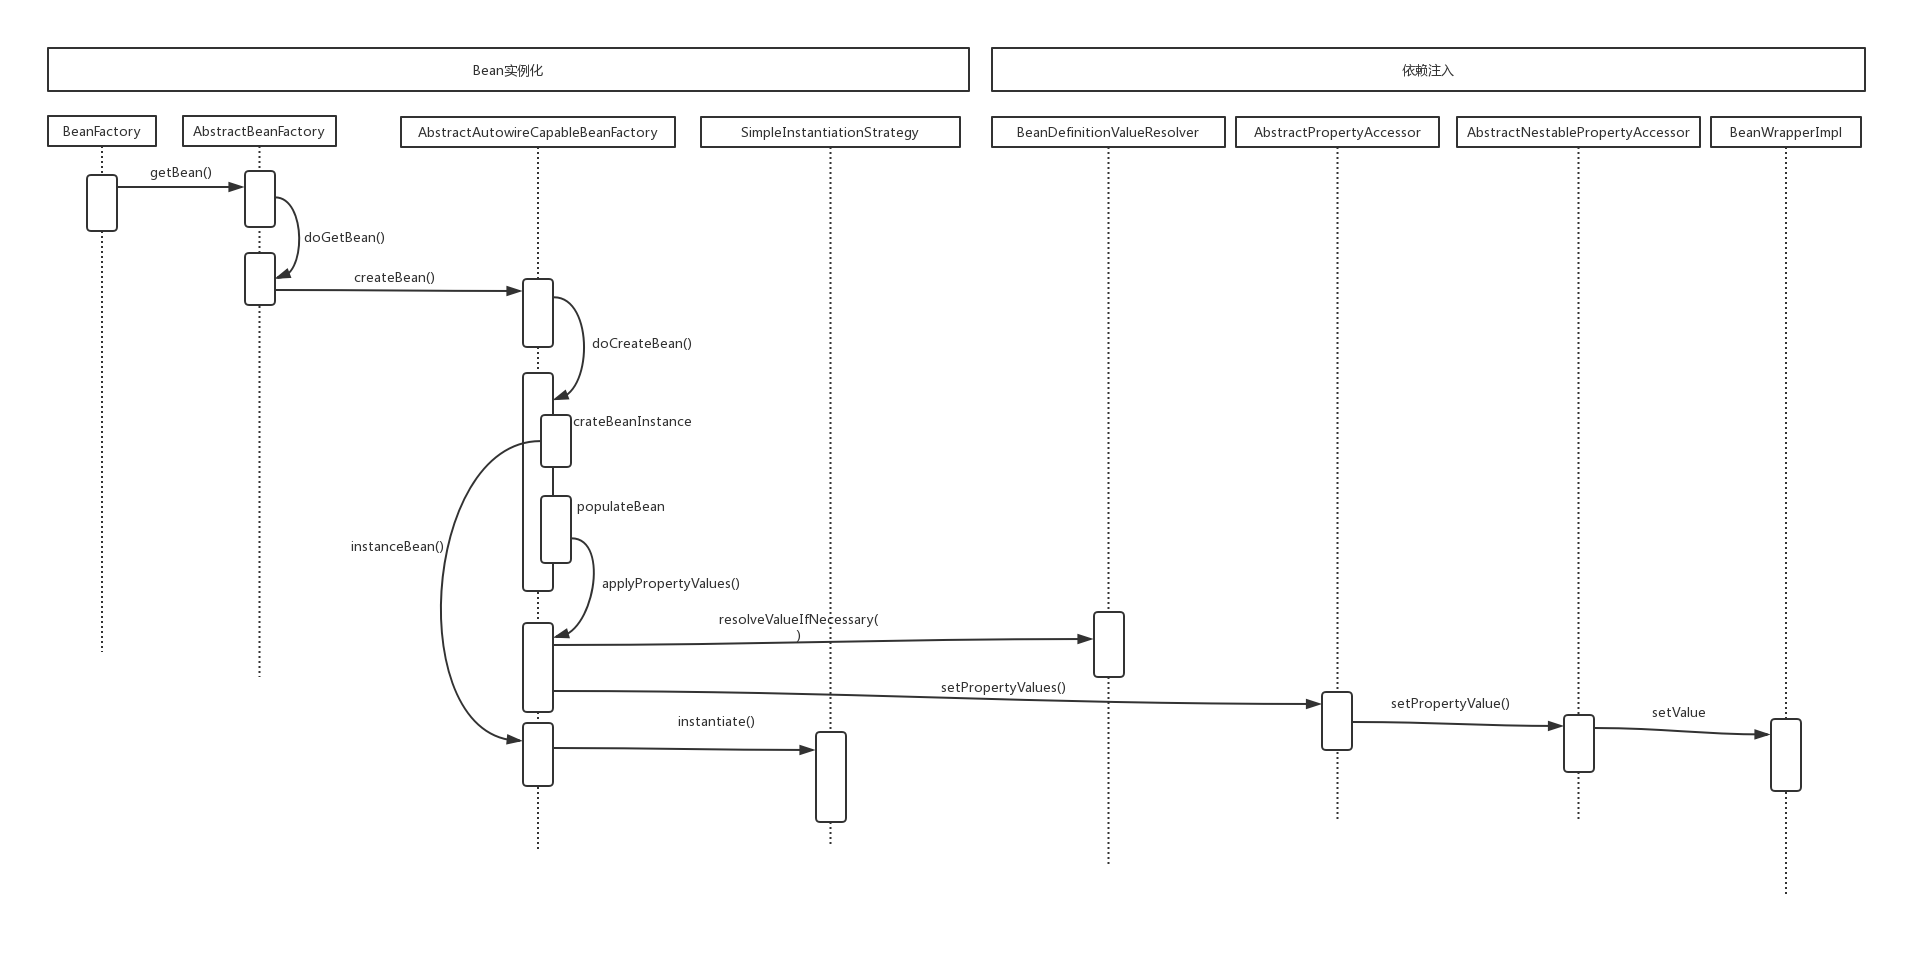 Bean实例化
依赖注入
BeanFactory
AbstractBeanFactory
AbstractAutowireCapableBeanFactory
SimpleInstantiationStrategy
BeanDefinitionValueResolver
AbstractPropertyAccessor
AbstractNestablePropertyAccessor
BeanWrapperImpl
getBean()
doGetBean()
createBean()
doCreateBean()
crateBeanInstance
populateBean
instanceBean()
applyPropertyValues()
resolveValueIfNecessary(
)
setPropertyValues()
setPropertyValue()
setValue
instantiate()